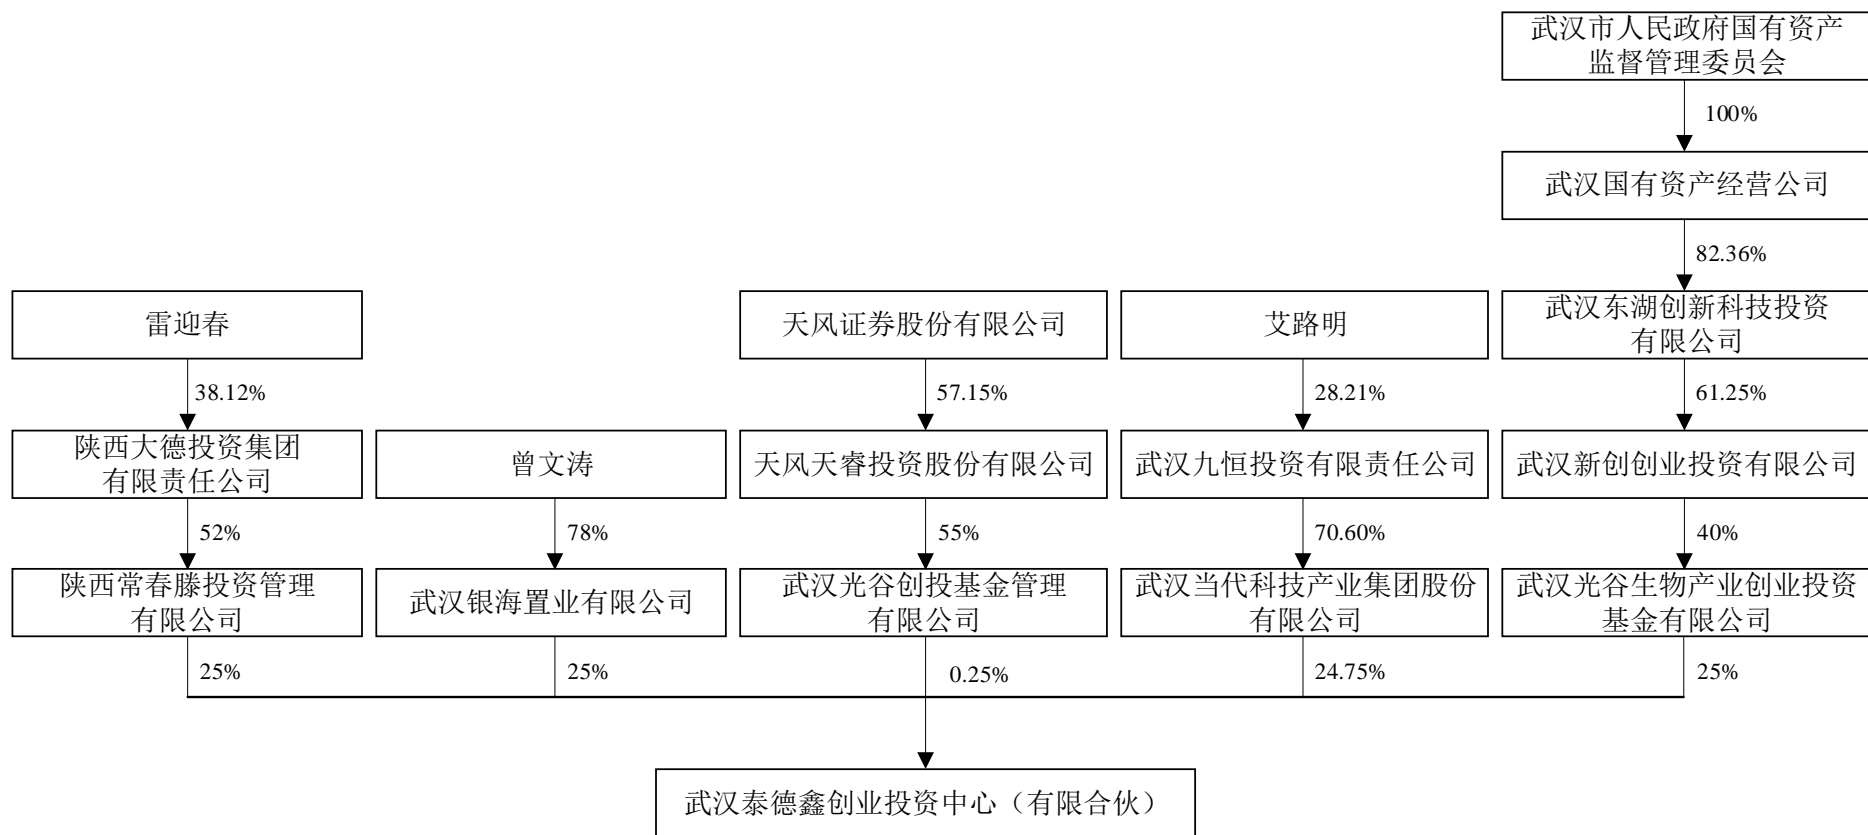 武汉市人民政府国有资产
监督管理委员会
100%
武汉国有资产经营公司
82.36%
雷迎春
天风证券股份有限公司
艾路明
武汉东湖创新科技投资
有限公司
38.12%
57.15%
28.21%
61.25%
陕西大德投资集团
有限责任公司
曾文涛
天风天睿投资股份有限公司
武汉九恒投资有限责任公司
武汉新创创业投资有限公司
52%
78%
55%
70.60%
40%
陕西常春滕投资管理
有限公司
武汉银海置业有限公司
武汉光谷创投基金管理
有限公司
武汉当代科技产业集团股份
有限公司
武汉光谷生物产业创业投资
基金有限公司
25%
25%
0.25%
24.75%
25%
武汉泰德鑫创业投资中心（有限合伙）